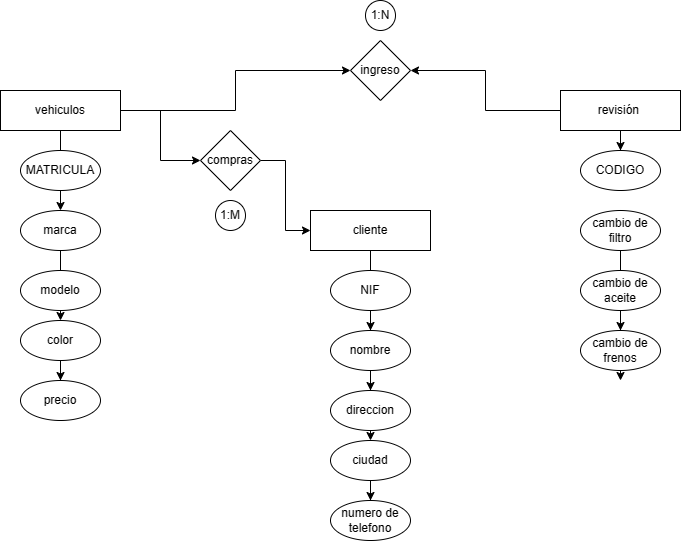 1:N
ingreso
vehiculos
revisión
compras
MATRICULA
CODIGO
1:M
marca
cliente
cambio de
filtro
modelo
NIF
cambio de
aceite
color
nombre
cambio de
frenos
precio
direccion
ciudad
numero de
telefono